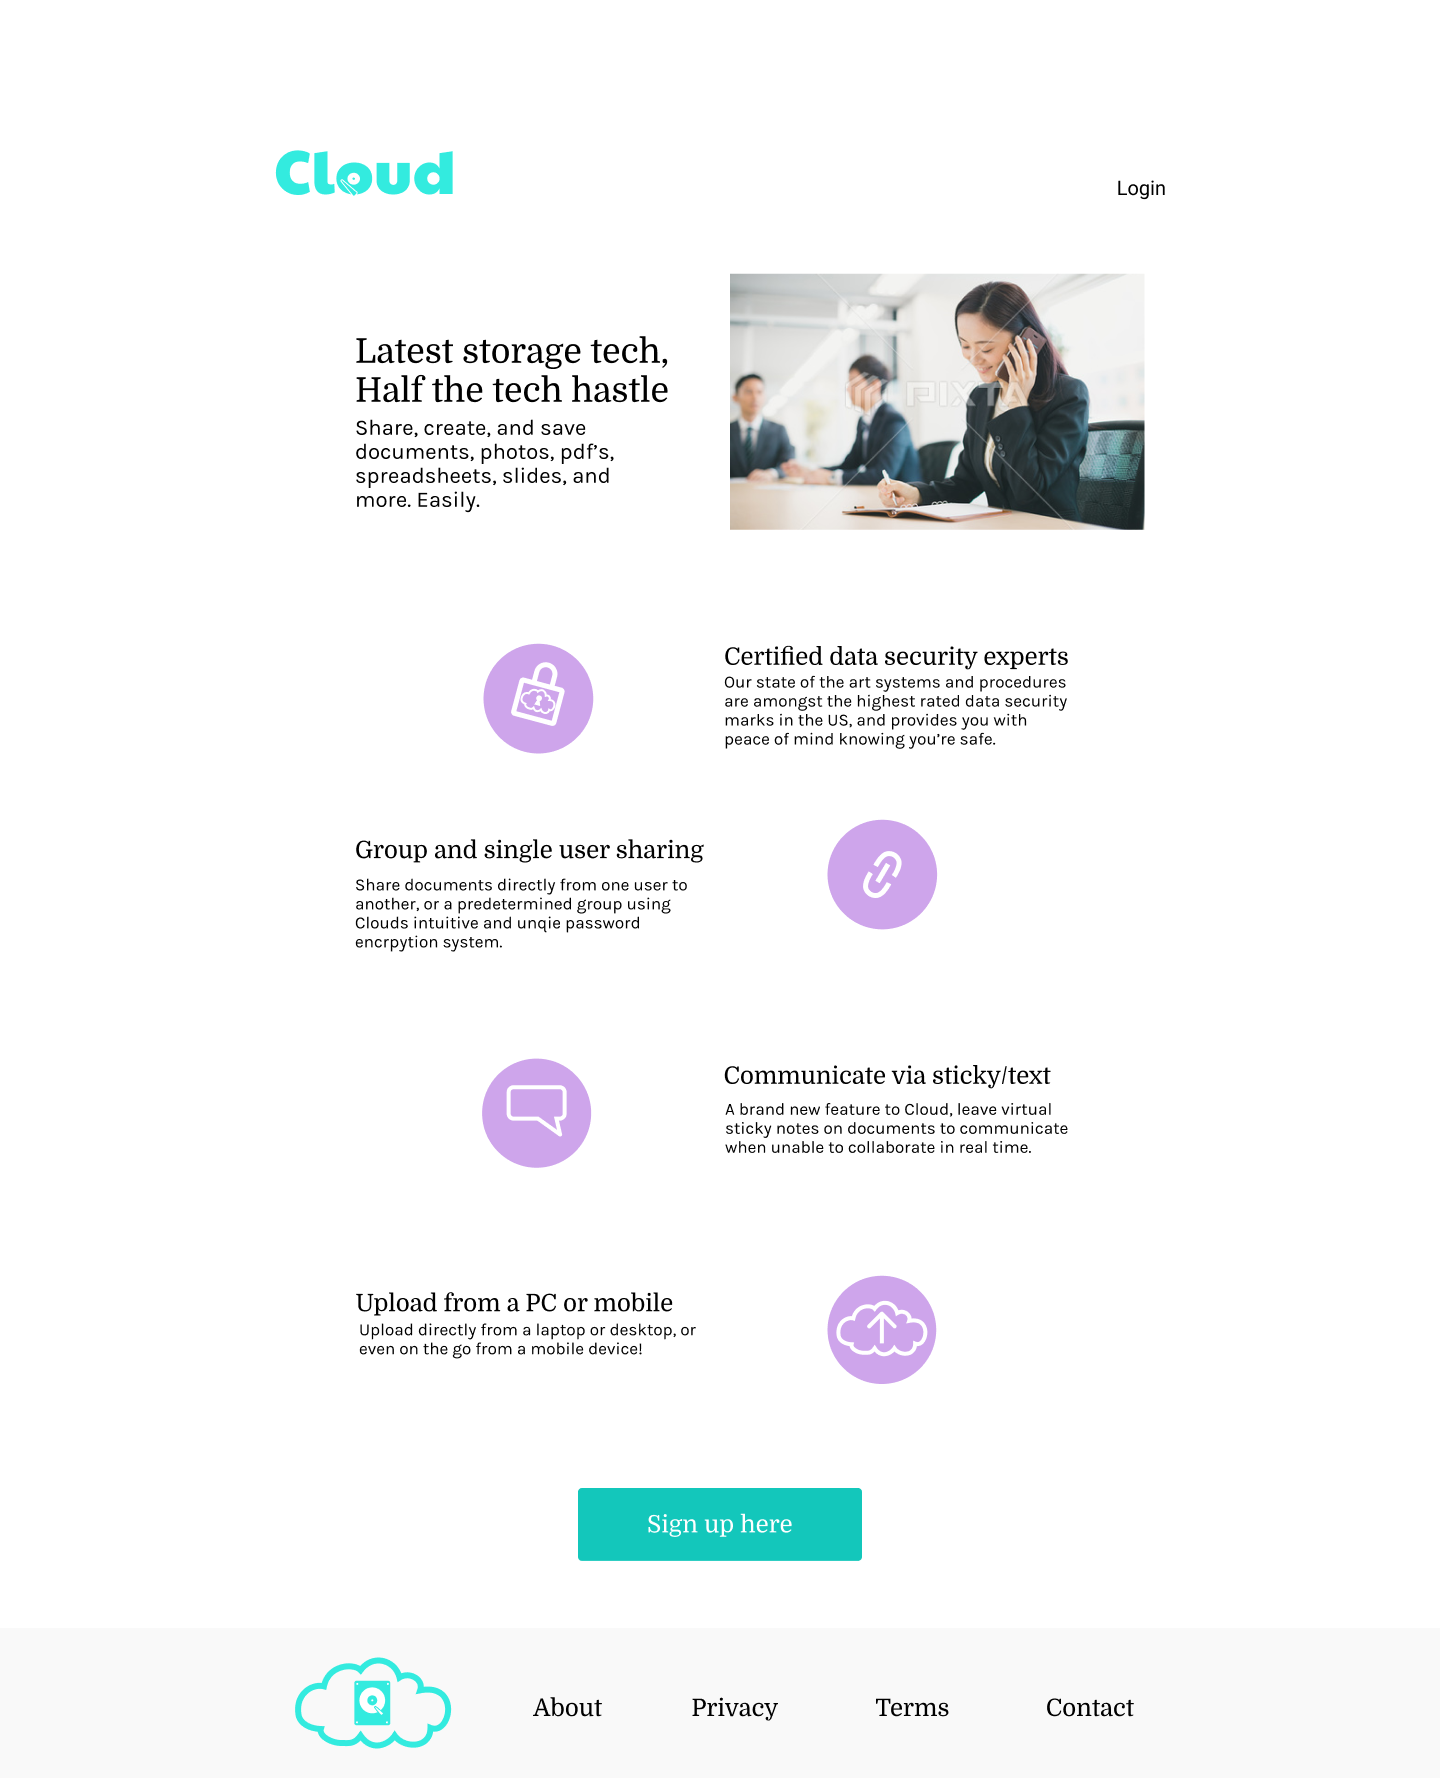 Cloud
Login
Latest storage tech,
Half the tech hastle
Share, create, and save
documents, photos, pdf’s,
spreadsheets, slides, and
more. Easily.
PIXTA
Certified data security experts
Our state of the art systems and procedures
are amongst the highest rated data security
marks in the US, and provides you with
peace of mind knowing you’re safe.
Group and single user sharing
Share documents directly from one user to
another, or a predetermined group using
Clouds intuitive and unqie password
encrpytion system.
Communicate via sticky/text
A brand new feature to Cloud, leave virtual
sticky notes on documents to communicate
when unable to collaborate in real time.
Upload from a PC or mobile
Upload directly from a laptop or desktop, or
even on the go from a mobile device!
Sign up here
About
Privacy
Terms
Contact